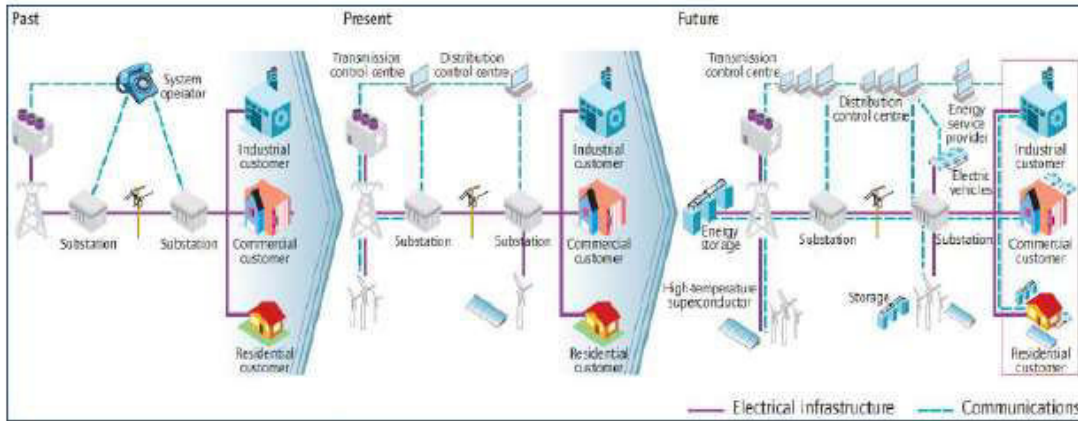 Past
System
operator
Substation
Substation
Industrial
customer
Commercial
customer
Residential
customer
Present
Transmission
control centre
Distribution
control centre
Substation
Substation
Industrial
customer
Commercial
customer
Residential
customer
Future
Transmission
control centre
Distribution
control centre
Energy
service
provider
Electric
vehicles
Energy
storage
Substation
Substation
High-temperature
superconductor
Storage
Industrial
customer
Commercial
customer
Residential
customer
Electrical infrastructure
Communications